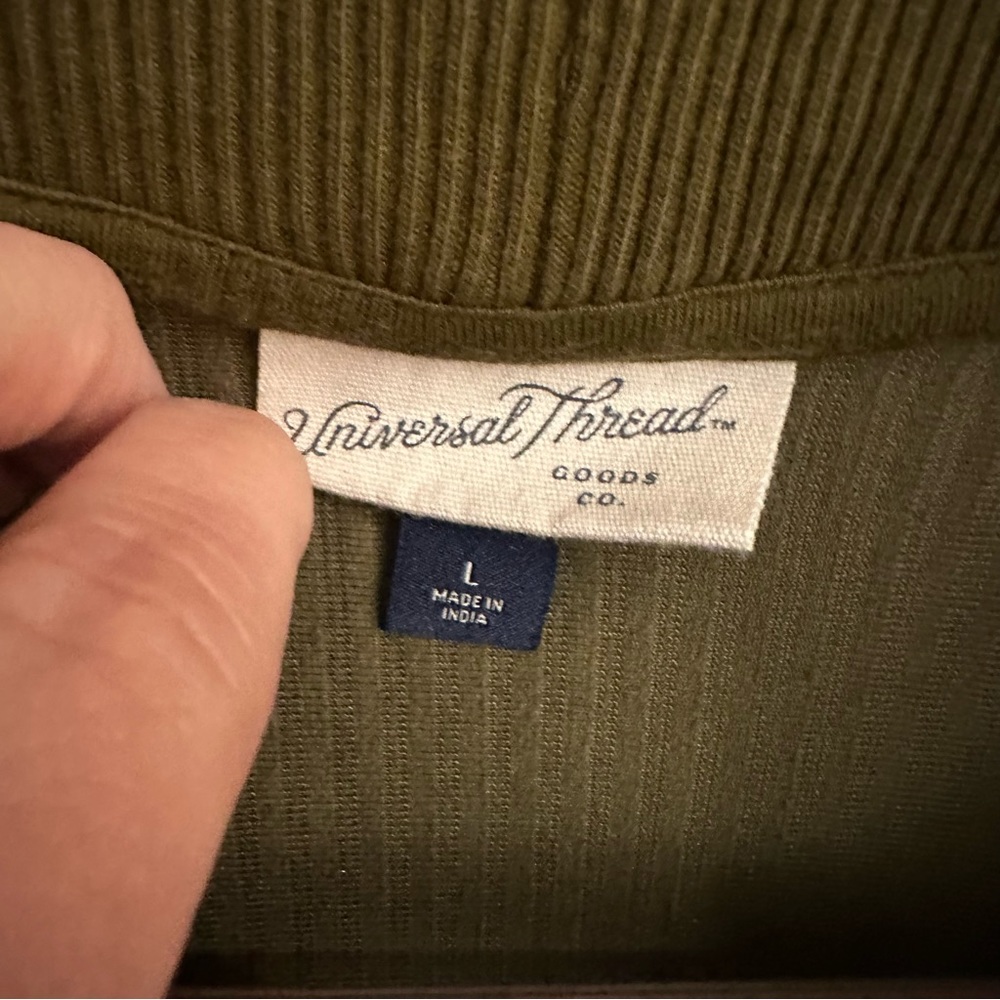 Universal Thread™
GOODS
CO.
L
MADE IN
INDIA